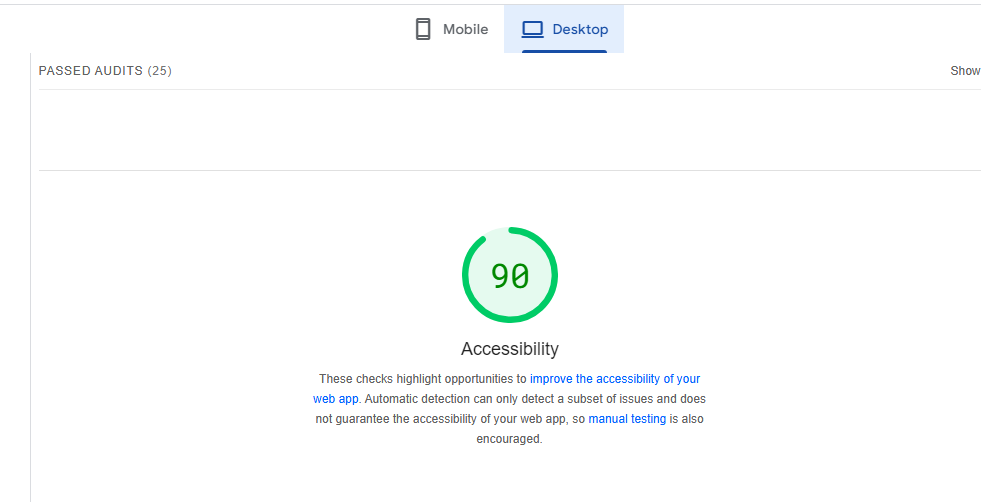 Mobile
Desktop
PASSED AUDITS (25)
Show
90
Accessibility
These checks highlight opportunities to improve the accessibility of your
web app. Automatic detection can only detect a subset of issues and does
not guarantee the accessibility of your web app, so manual testing is also
encouraged.